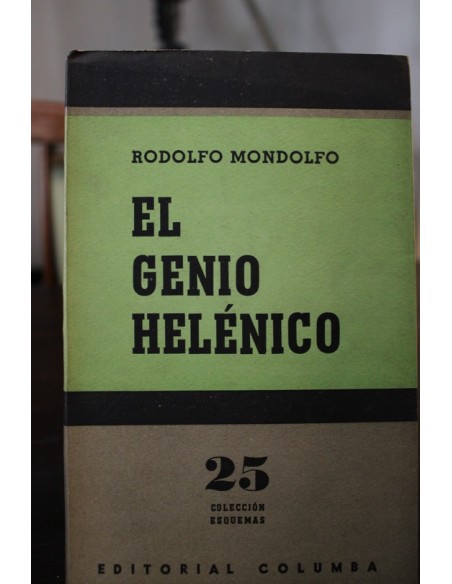 RODOLFO MONDOLFO
EL
GENIO
HELÉNICO
25
COLECCIÓN
ESQUEMAS
EDITORIAL COLUMBA